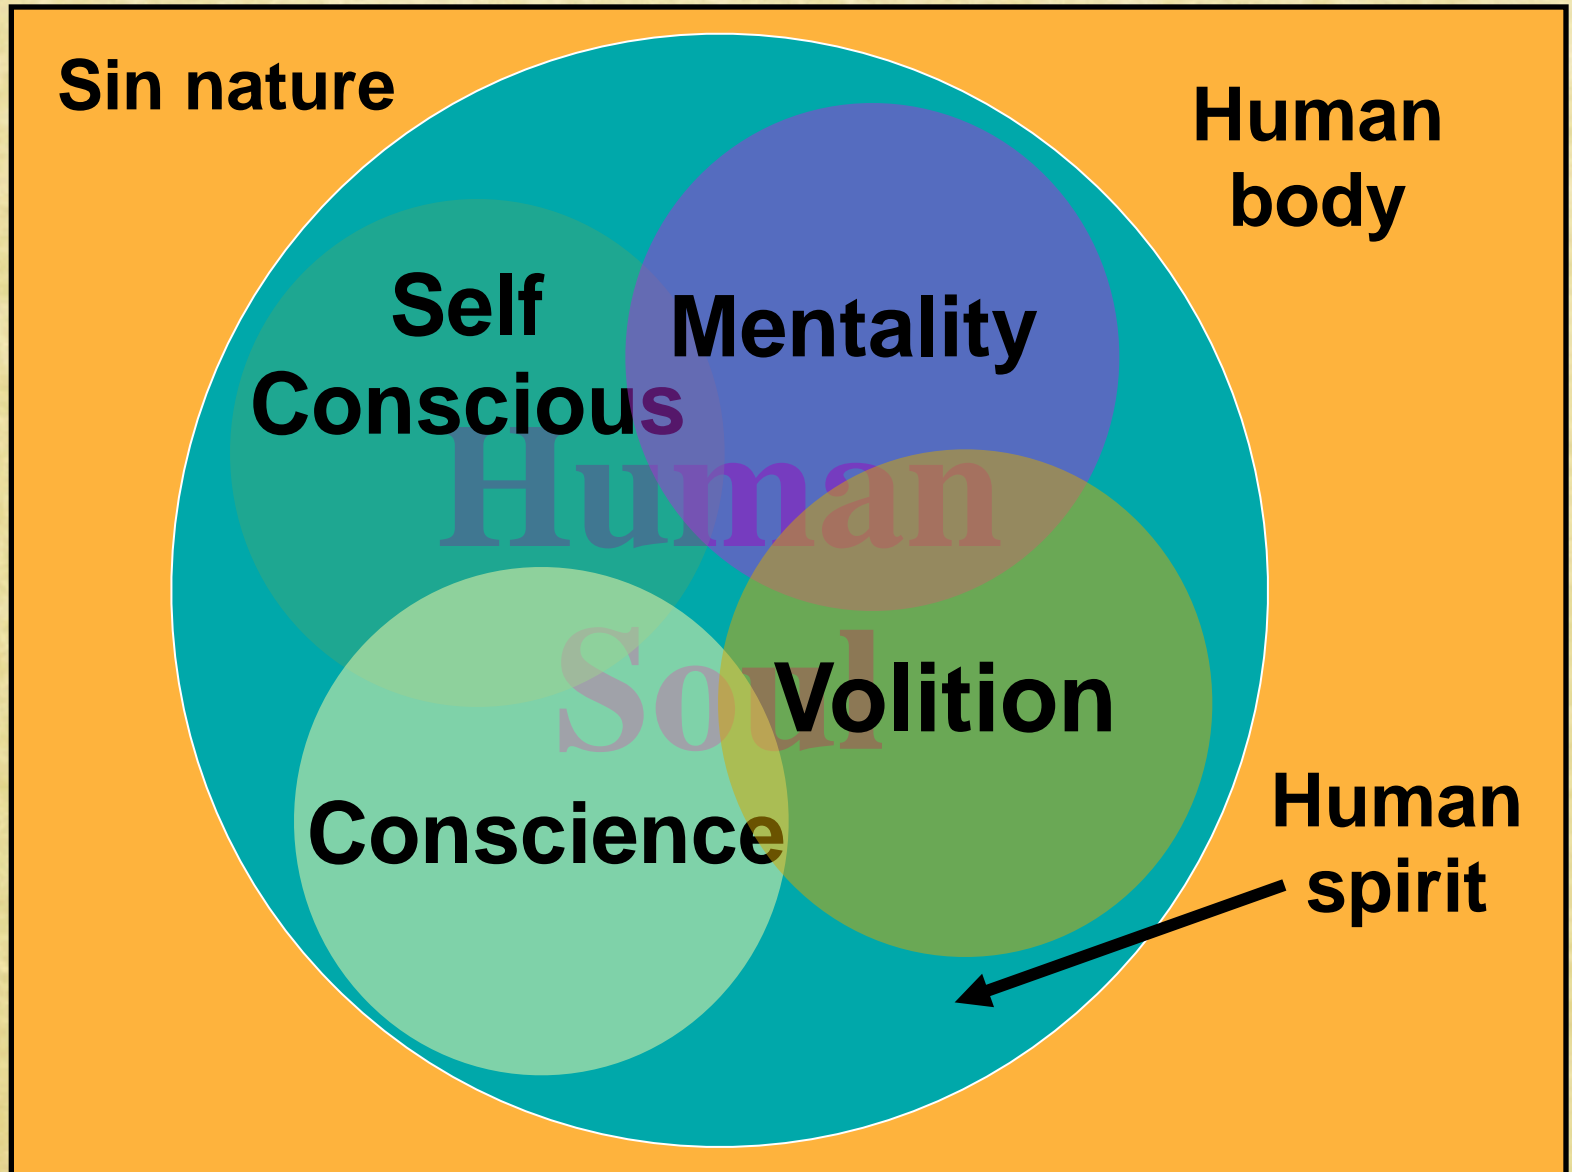 Sin nature
Human
body
Self
Conscious
Mentality
Human
Soul
Volition
Conscience
Human
spirit